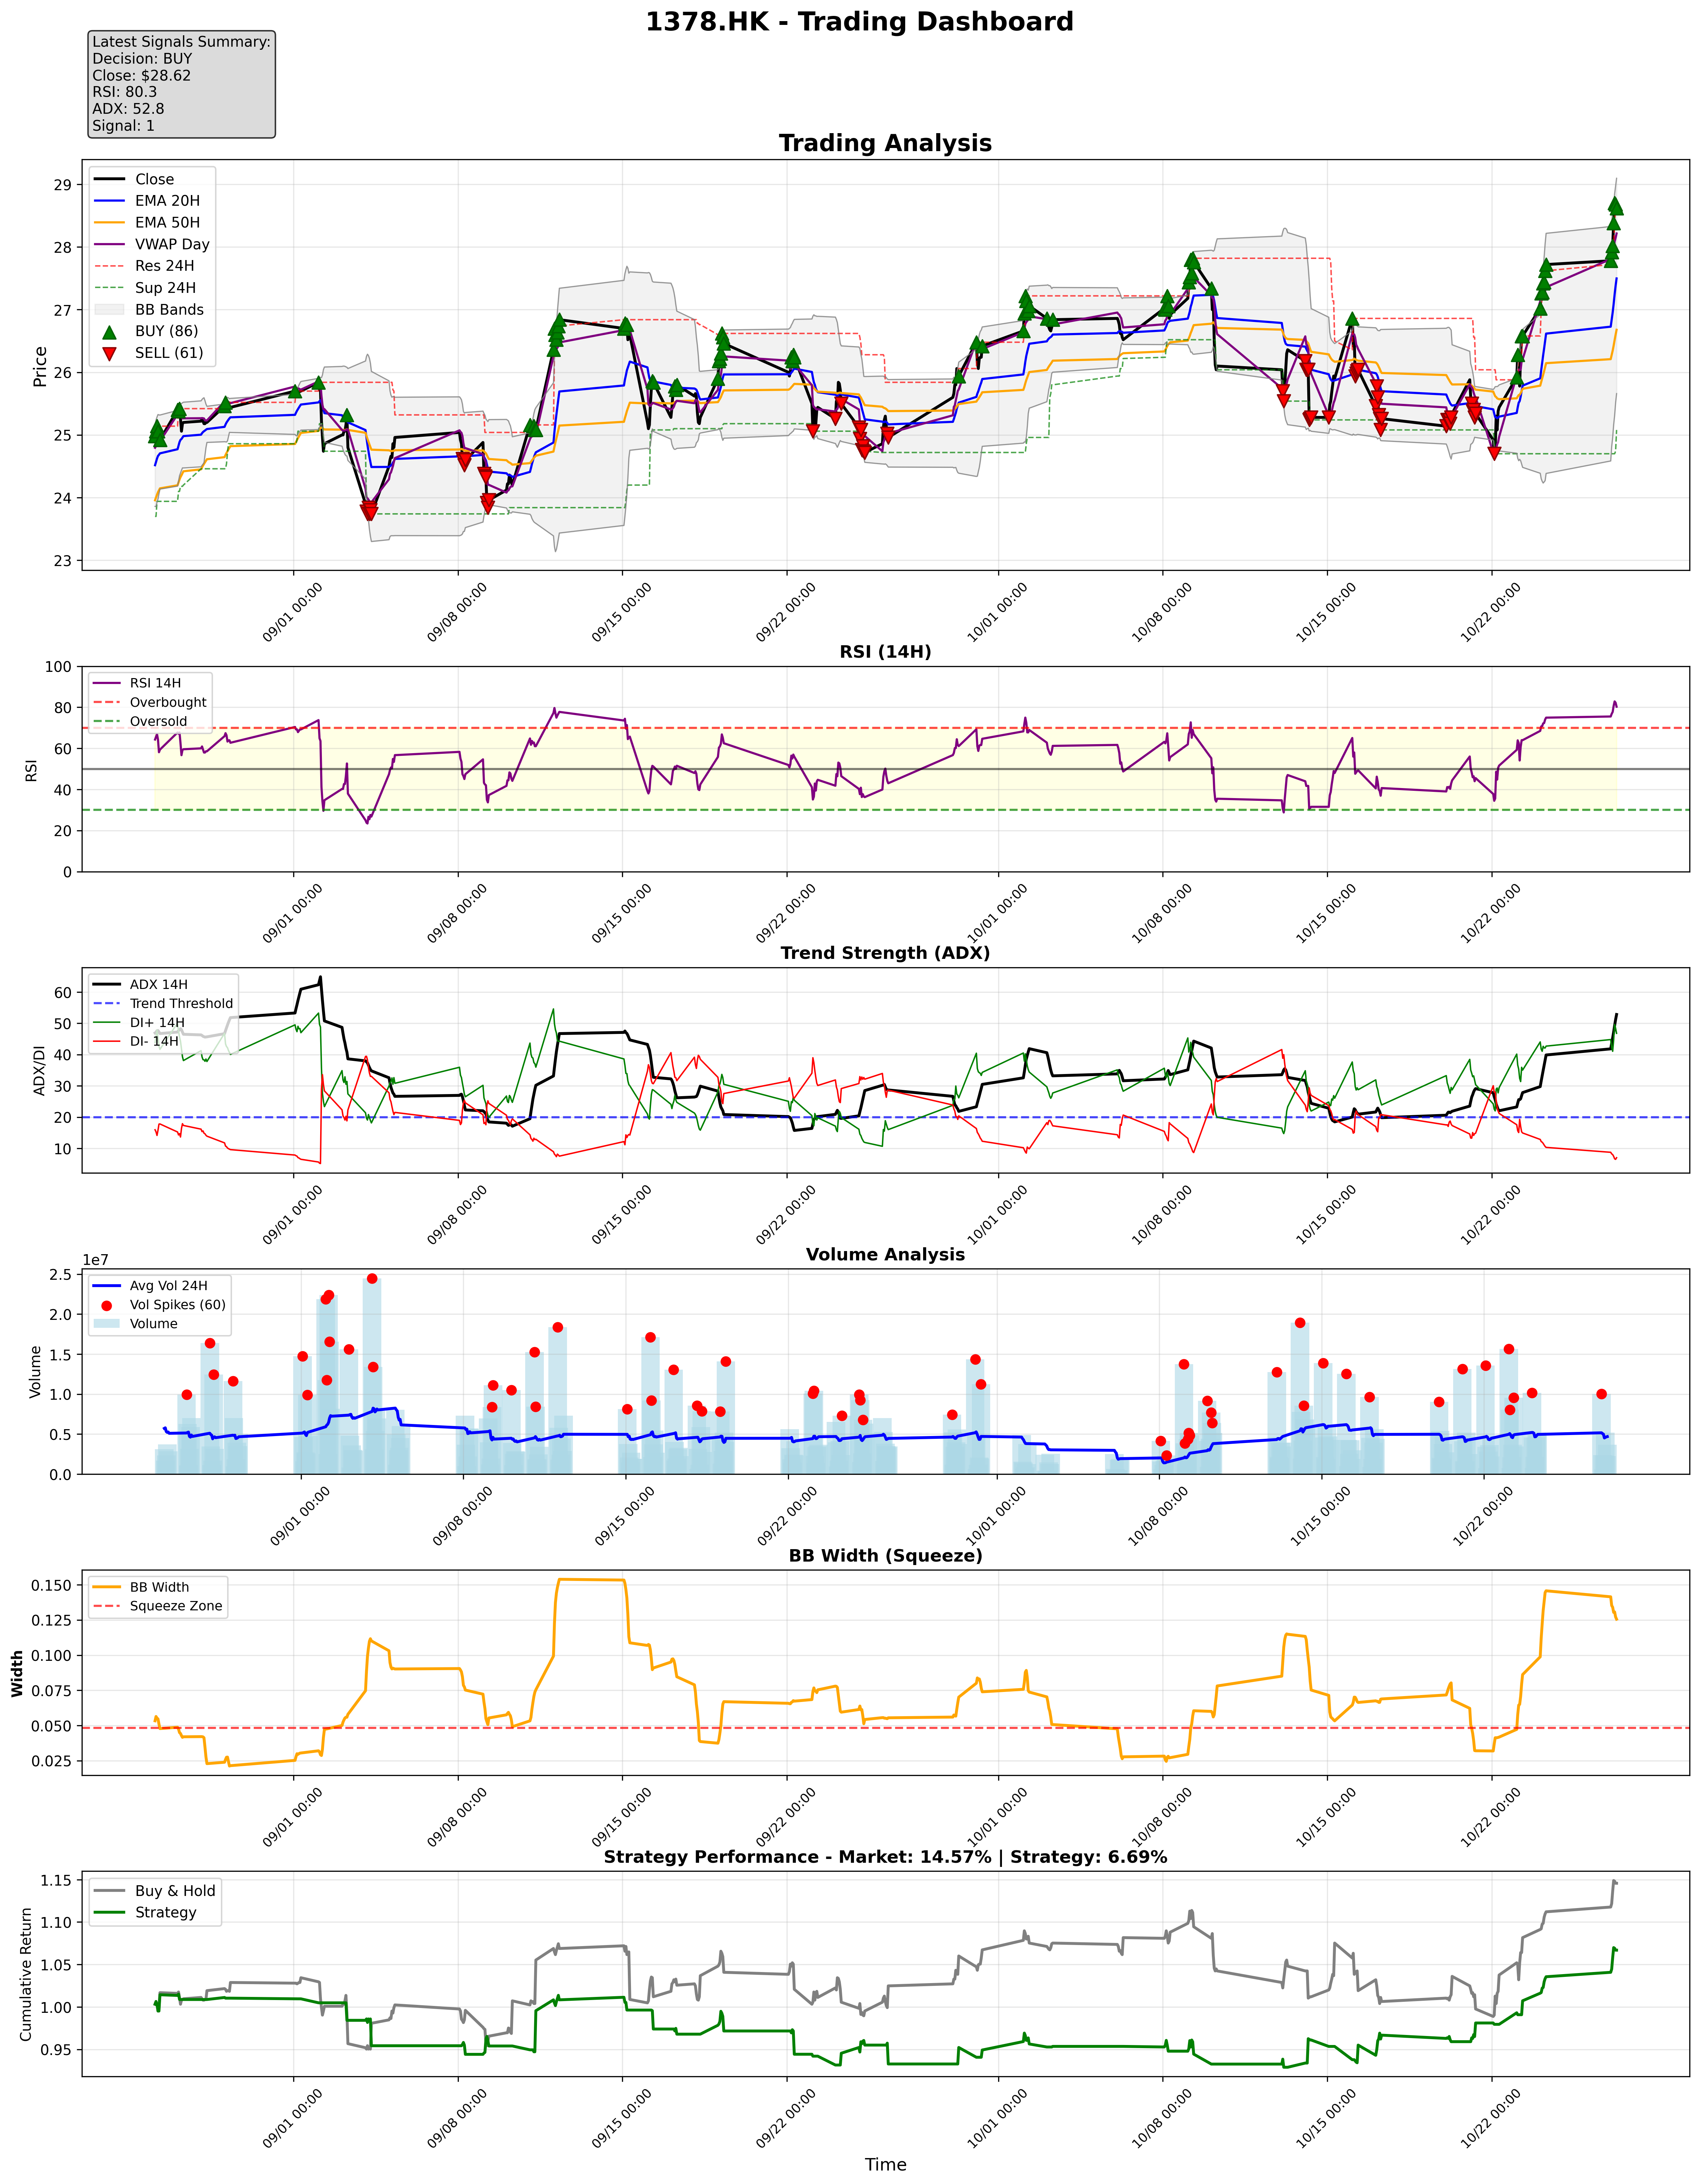 1378.HK - Trading Dashboard
Latest Signals Summary:
Decision: BUY
Close: $28.62
RSI: 80.3
ADX: 52.8
Signal: 1
Trading Analysis
Close
EMA 20H
EMA 50H
VWAP Day
Res 24H
Sup 24H
BB Bands
BUY (86)
SELL (61)
Price
29
28
27
26
25
24
23
09/01 00:00
09/08 00:00
09/15 00:00
09/22 00:00
10/01 00:00
10/08 00:00
10/15 00:00
10/22 00:00
RSI (14H)
RSI 14H
Overbought
Oversold
RSI
100
80
60
40
20
0
09/01 00:00
09/08 00:00
09/15 00:00
09/22 00:00
10/01 00:00
10/08 00:00
10/15 00:00
10/22 00:00
Trend Strength (ADX)
ADX 14H
Trend Threshold
DI+ 14H
DI- 14H
ADX/DI
60
50
40
30
20
10
09/01 00:00
09/08 00:00
09/15 00:00
09/22 00:00
10/01 00:00
10/08 00:00
10/15 00:00
10/22 00:00
Volume Analysis
1e7
Avg Vol 24H
Vol Spikes (60)
Volume
Volume
2.5
2.0
1.5
1.0
0.5
0.0
09/01 00:00
09/08 00:00
09/15 00:00
09/22 00:00
10/01 00:00
10/08 00:00
10/15 00:00
10/22 00:00
BB Width (Squeeze)
BB Width
Squeeze Zone
Width
0.150
0.125
0.100
0.075
0.050
0.025
09/01 00:00
09/08 00:00
09/15 00:00
09/22 00:00
10/01 00:00
10/08 00:00
10/15 00:00
10/22 00:00
Strategy Performance - Market: 14.57% | Strategy: 6.69%
Buy & Hold
Strategy
Cumulative Return
1.15
1.10
1.05
1.00
0.95
09/01 00:00
09/08 00:00
09/15 00:00
09/22 00:00
10/01 00:00
10/08 00:00
10/15 00:00
10/22 00:00
Time